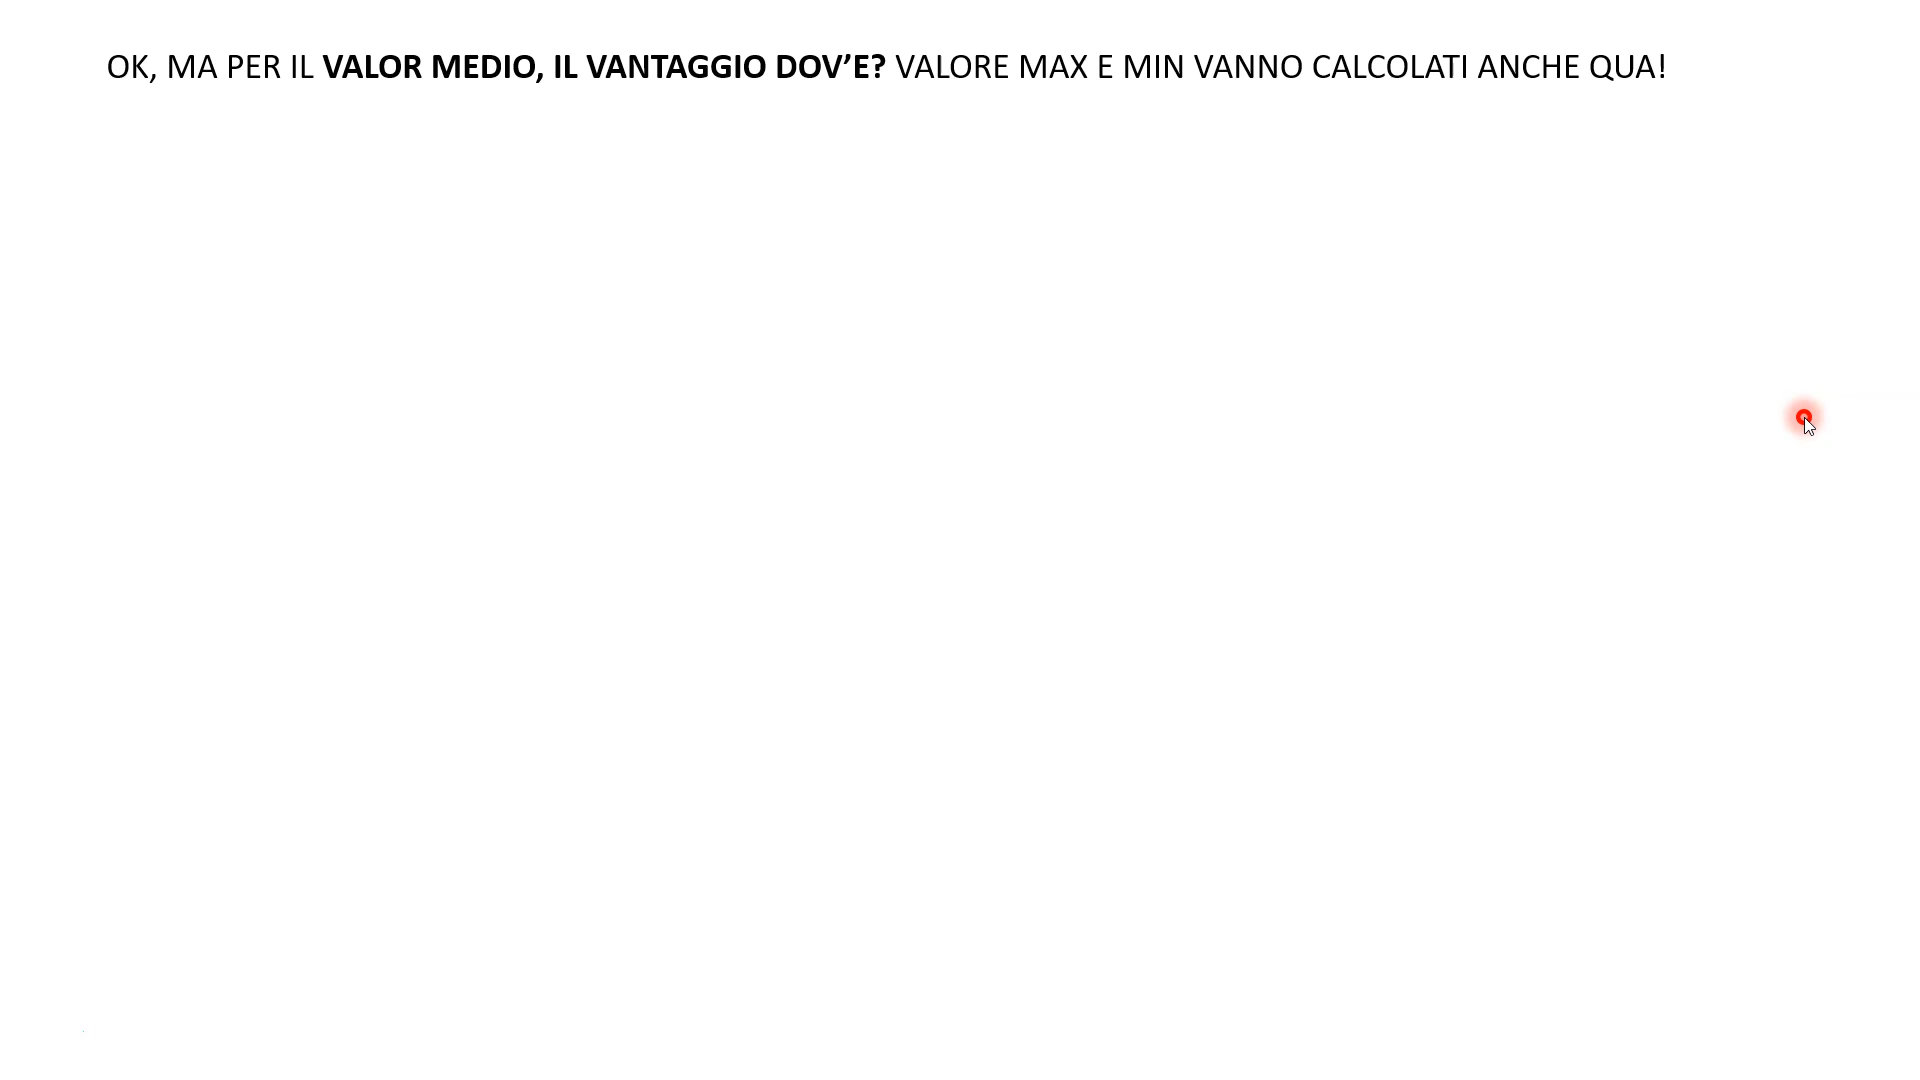 OK, MA PER IL VALOR MEDIO, IL VANTAGGIO DOV’E? VALORE MAX E MIN VANNO CALCOLATI ANCHE QUA!